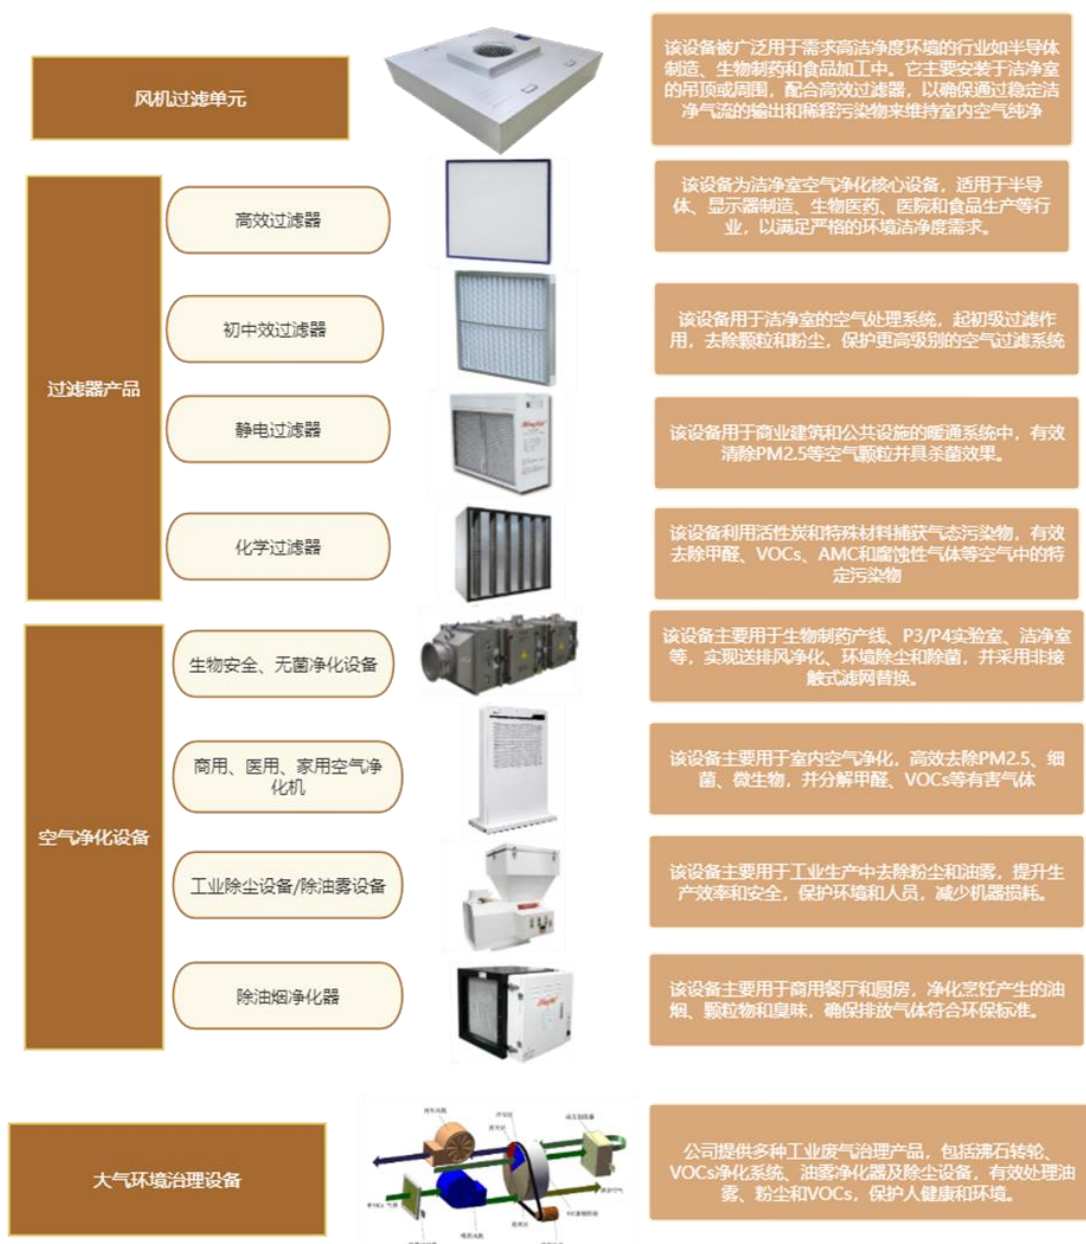 风机过滤单元
该设备被广泛用于需求高洁净度环境的行业如半导体
制造、生物制药和食品加工中。它主要安装于洁净室
的吊顶或周围，配合高效过滤器，以确保通过稳定洁
净气流的输出和稀释污染物来维持室内空气纯净
过滤器产品
高效过滤器
该设备为洁净室空气净化核心设备，适用于半导
体、显示器制造、生物医药、医院和食品生产等行
业，以满足严格的环境洁净度需求。
初中效过滤器
该设备用于洁净室的空气处理系统，起初级过滤作
用，去除颗粒和粉尘，保护更高级别的空气过滤系统
静电过滤器
该设备用于商业建筑和公共设施的暖通系统中，有效
清除PM2.5等空气颗粒并具杀菌效果。
化学过滤器
该设备利用活性炭和特殊材料捕获气态污染物，有效
去除甲醛、VOCs、AMC和腐蚀性气体等空气中的特
定污染物
空气净化设备
生物安全、无菌净化设备
该设备主要用于生物制药产线、P3/P4实验室、洁净室
等，实现送排风净化、环境除尘和除菌，并采用非接
触式滤网替换。
商用、医用、家用空气净
化机
该设备主要用于室内空气净化，高效去除PM2.5、细
菌、微生物，并分解甲醛、VOCs等有害气体
工业除尘设备/除油雾设备
该设备主要用于工业生产中去除粉尘和油雾，提升生
产效率和安全，保护环境和人员，减少机器损耗。
除油烟净化器
该设备主要用于商用餐厅和厨房，净化烹饪产生的油
烟、颗粒物和臭味，确保排放气体符合环保标准。
大气环境治理设备
公司提供多种工业废气治理产品，包括沸石转轮、
VOCs净化系统、油雾净化器及除尘设备，有效处理油
雾、粉尘和VOCs，保护人健康和环境。